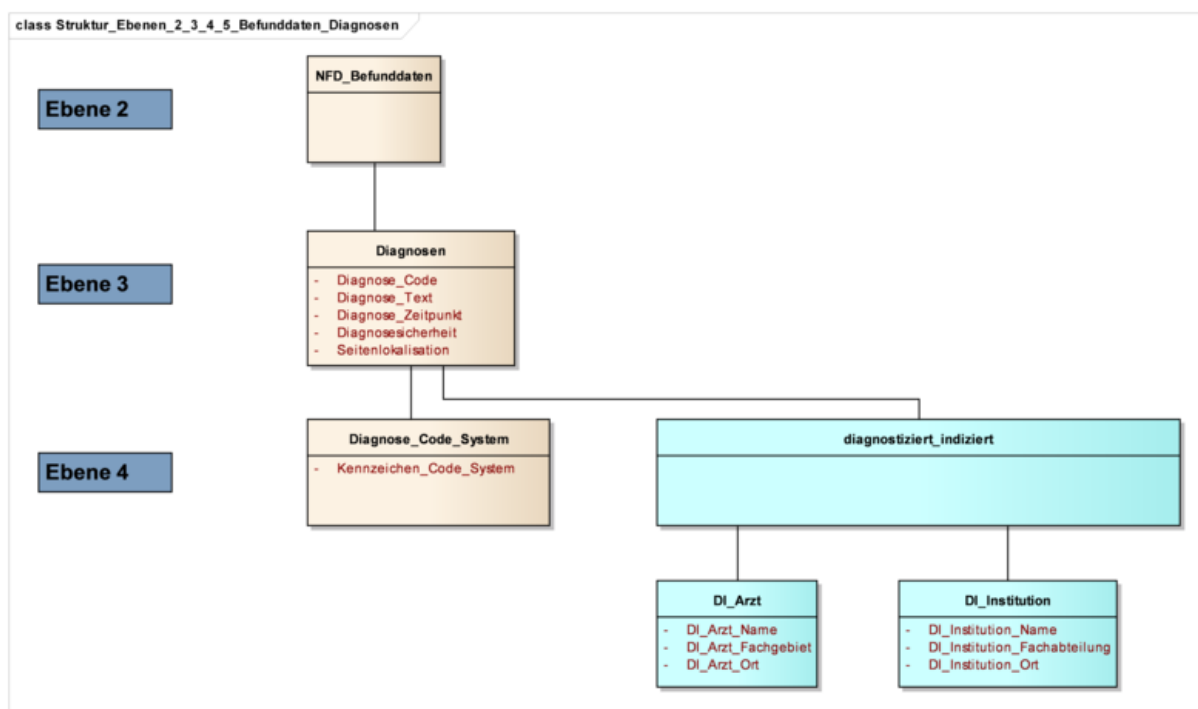 class Struktur_Ebenen_2_3_4_5_Befunddaten_Diagnosen
Ebene 2
NFD_Befunddaten
Ebene 3
Diagnosen
- Diagnose_Code
- Diagnose_Text
- Diagnose_Zeitpunkt
- Diagnosesicherheit
- Seitenlokalisation
Ebene 4
Diagnose_Code_System
- Kennzeichen_Code_System
diagnostiziert_indiziert
DI_Arzt
- DI_Arzt_Name
- DI_Arzt_Fachgebiet
- DI_Arzt_Ort
DI_Institution
- DI_Institution_Name
- DI_Institution_Fachabteilung
- DI_Institution_Ort